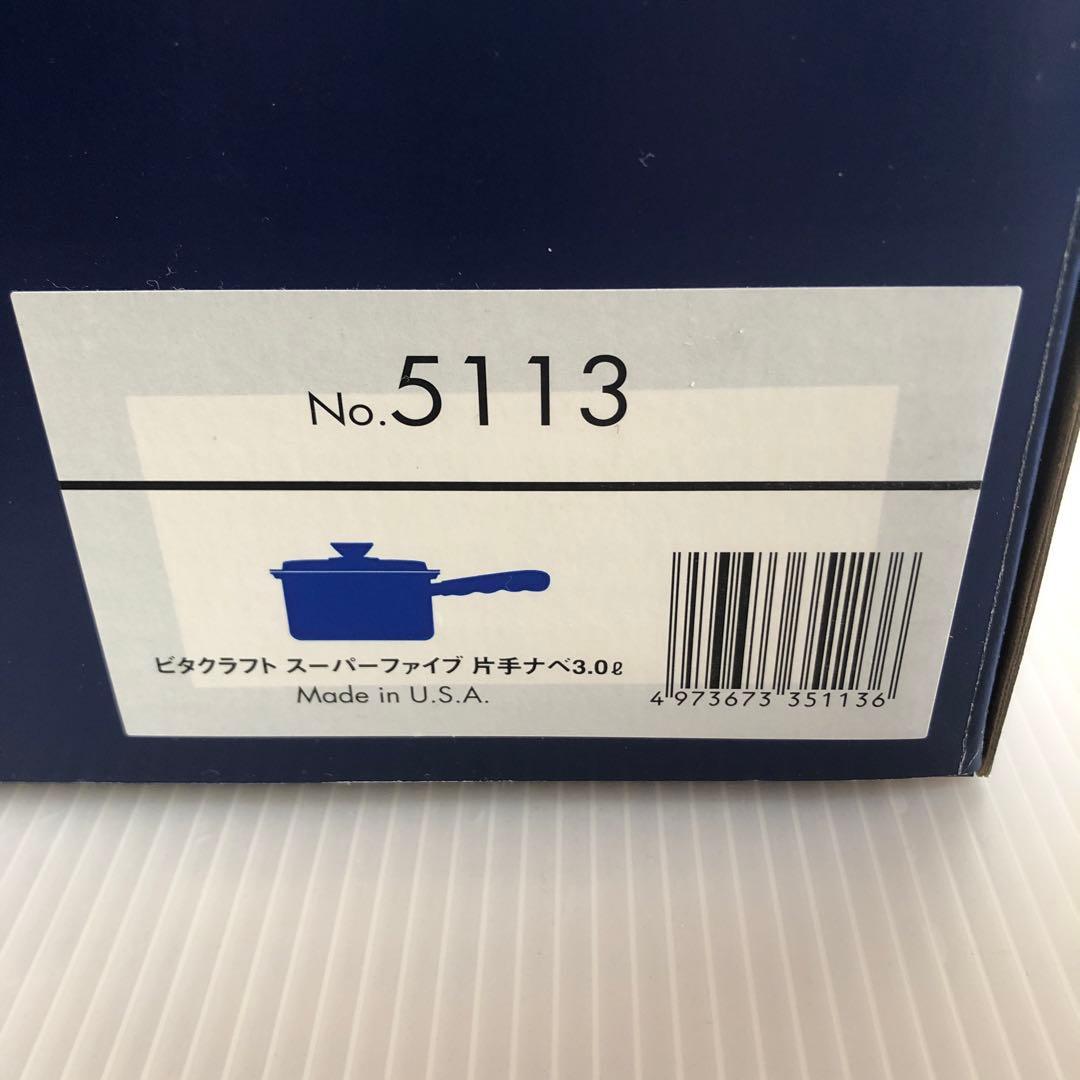 No.5113
ビタクラフト スーパーファイブ 片手ナベ3.0ℓ
Made in U.S.A.
4 973673 351136